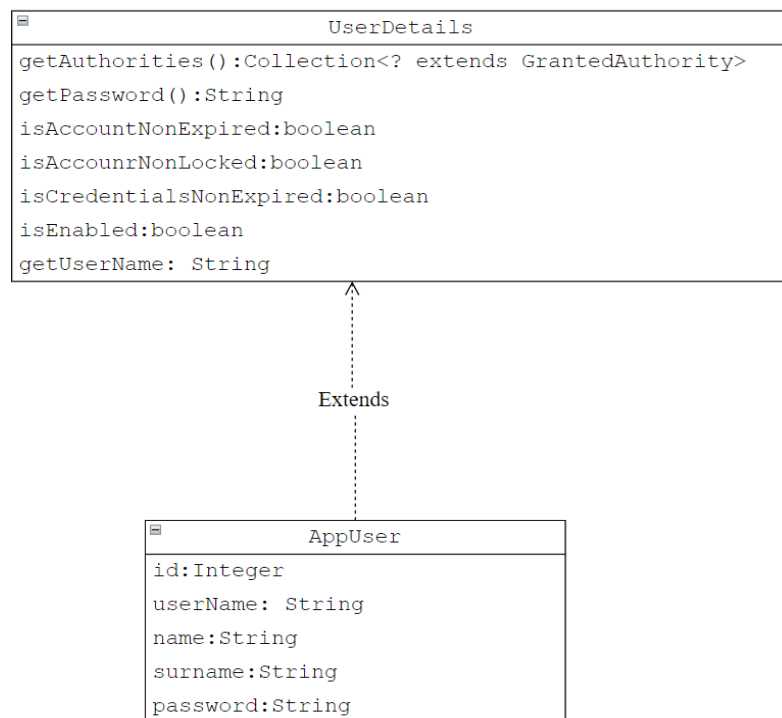 UserDetails
getAuthorities():Collection<? extends GrantedAuthority>
getPassword():String
isAccountNonExpired:boolean
isAccounrNonLocked:boolean
isCredentialsNonExpired:boolean
isEnabled:boolean
getUserName: String
Extends
AppUser
id:Integer
userName: String
name:String
surname:String
password:String